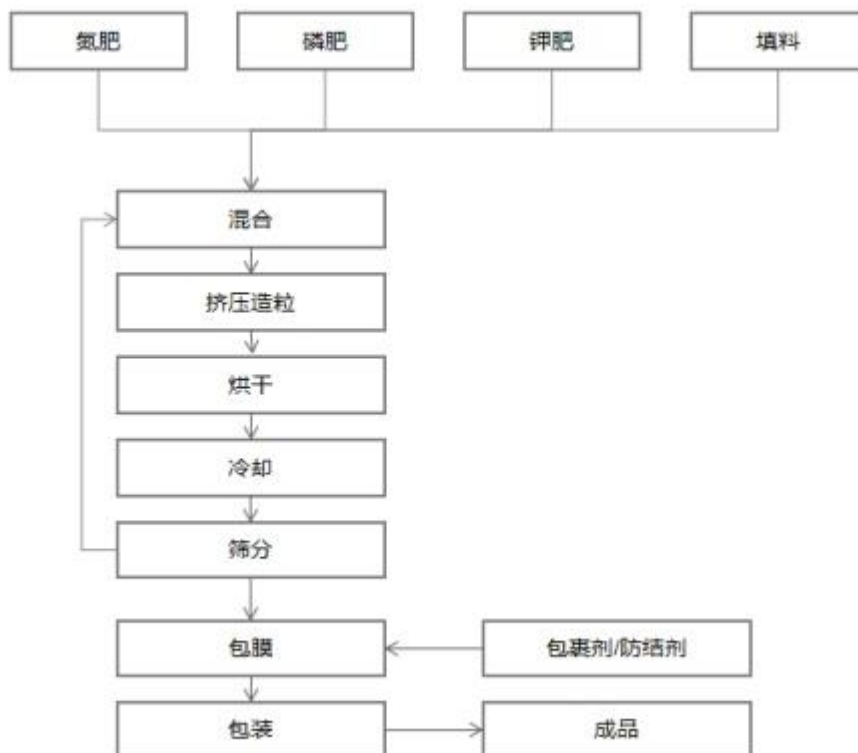 氮肥
磷肥
钾肥
填料
混合
挤压造粒
烘干
冷却
筛分
包膜
包裹剂/防结剂
包装
成品